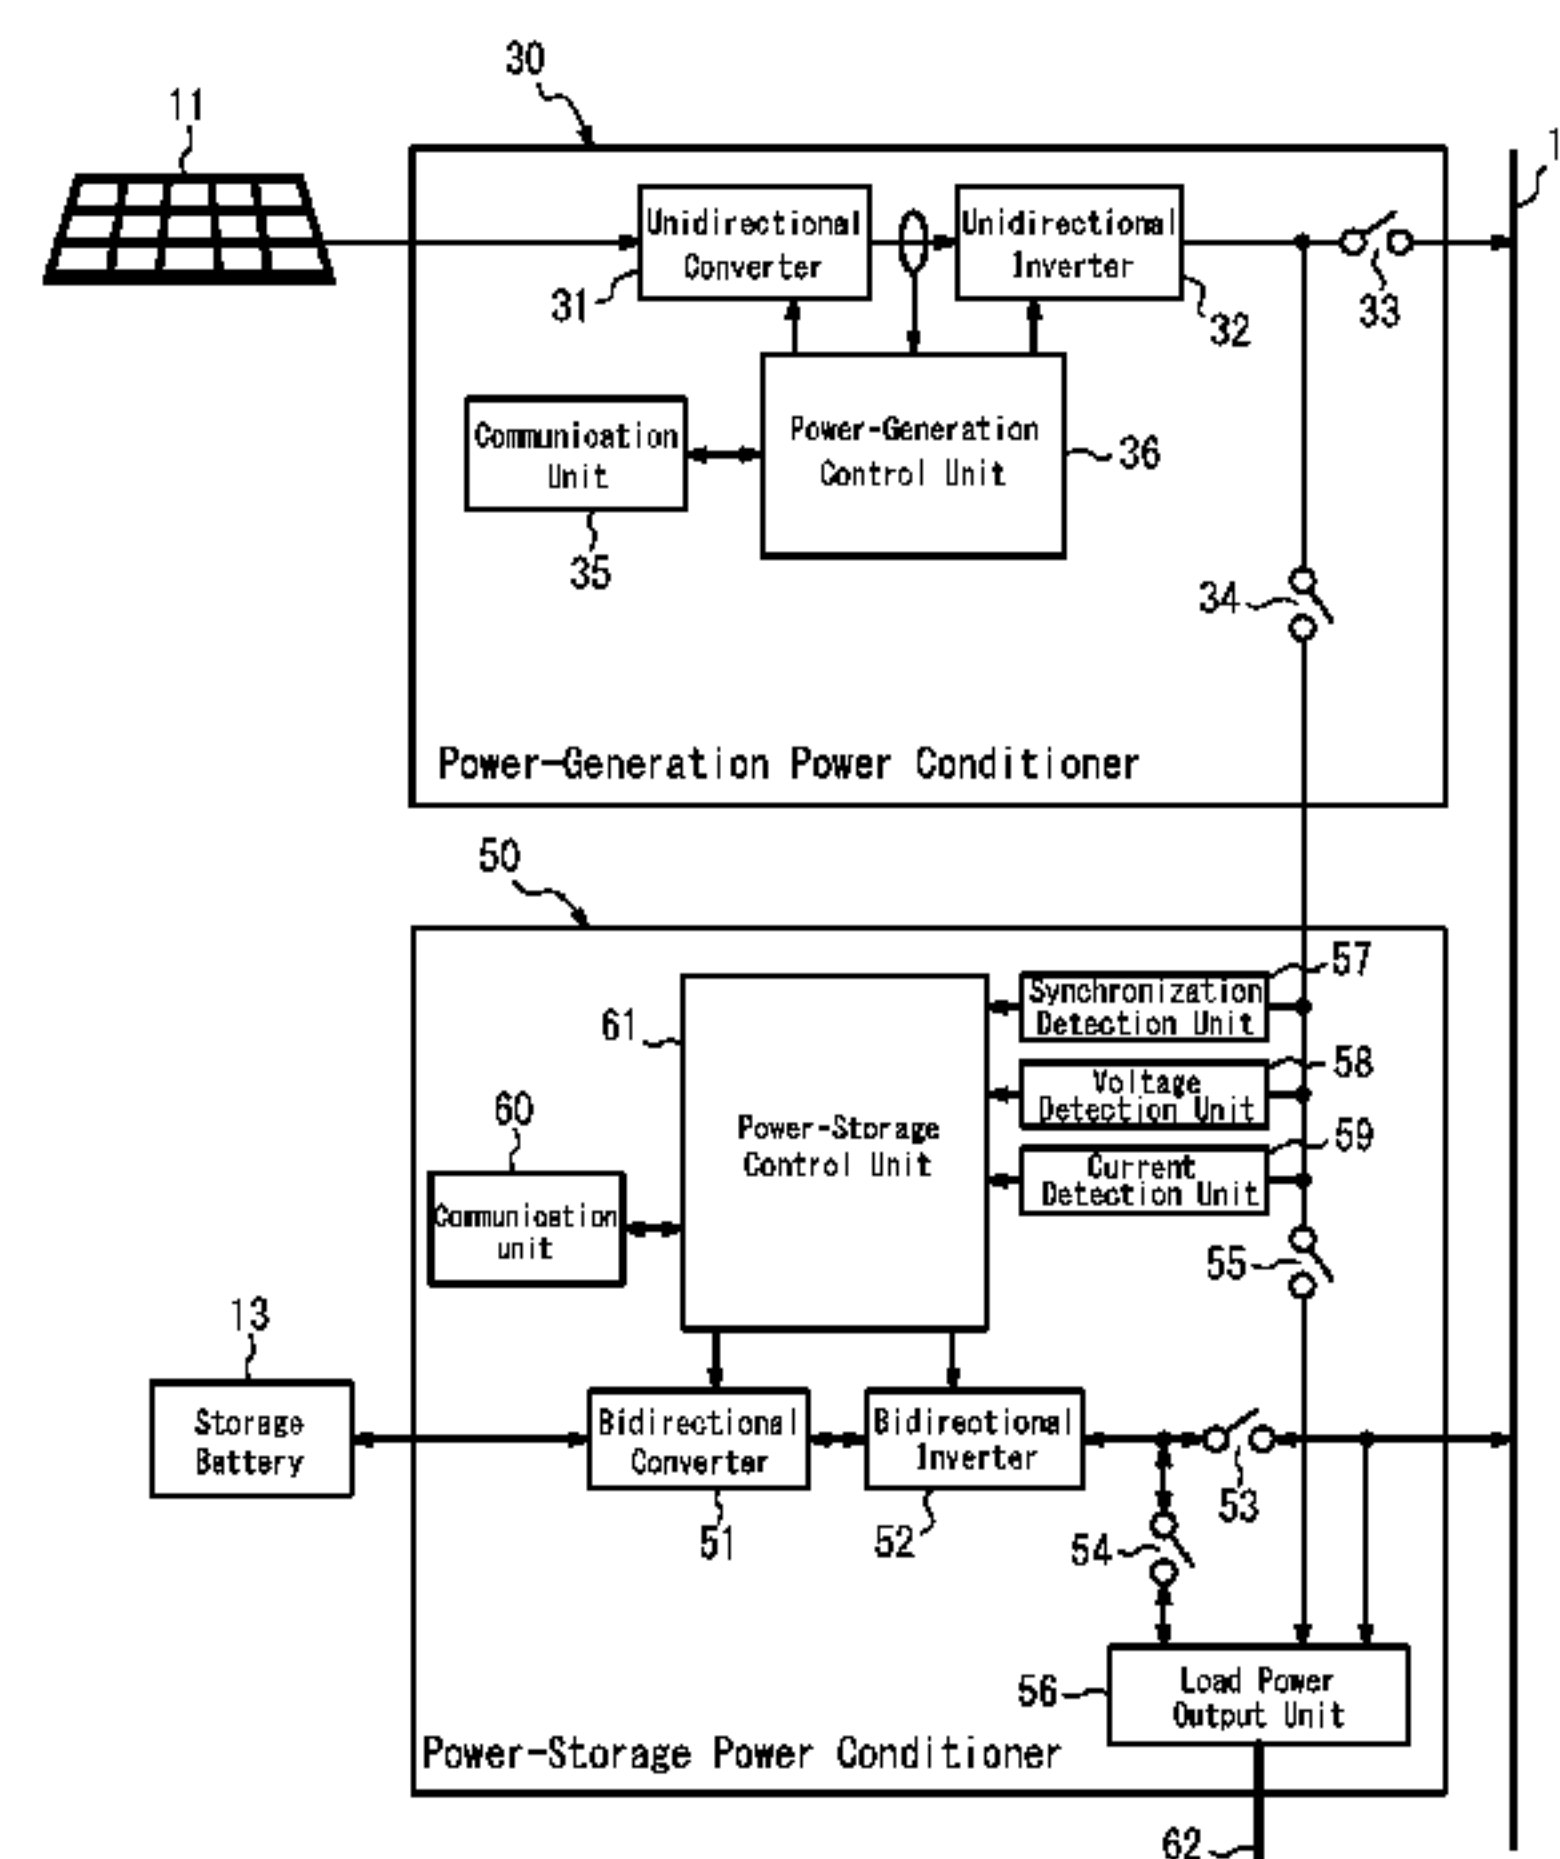 30
11
1
Unidirectional
Converter
Unidirectional
Inverter
31
32
33
Communication
Unit
Power-Generation
Control Unit
36
35
34
Power-Generation Power Conditioner
50
57
Synchronization
Detection Unit
61
58
Voltage
Detection Unit
60
59
Power-Storage
Control Unit
Current
Detection Unit
Communication
unit
55
13
Storage
Battery
Bidirectional
Converter
Bidirectional
Inverter
53
51
52
54
56
Load Power
Output Unit
Power-Storage Power Conditioner
62